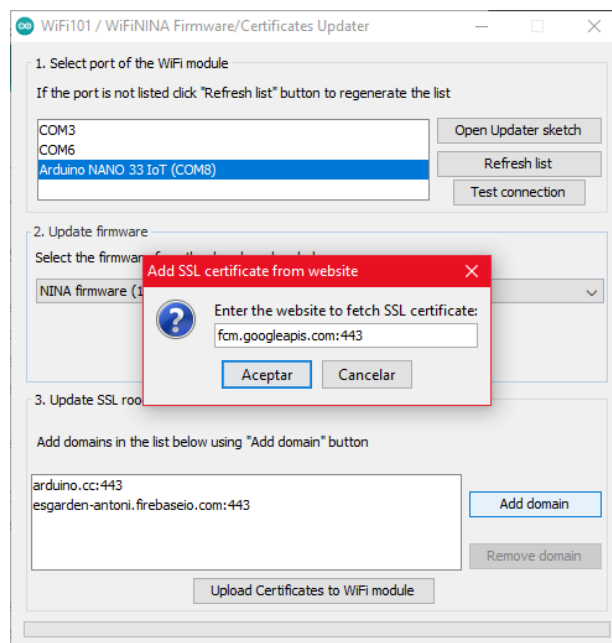 WiFi101 / WiFiNINA Firmware/Certificates Updater
1. Select port of the WiFi module
If the port is not listed click "Refresh list" button to regenerate the list
COM3
COM6
Arduino NANO 33 IoT (COM8)
Open Updater sketch
Refresh list
Test connection
2. Update firmware
Select the firmware
NINA firmware (1
Add SSL certificate from website
Enter the website to fetch SSL certificate:
fcm.googleapis.com:443
Aceptar
Cancelar
3. Update SSL roo
Add domains in the list below using "Add domain" button
arduino.cc:443
esgarden-antoni.firebaseio.com:443
Add domain
Remove domain
Upload Certificates to WiFi module